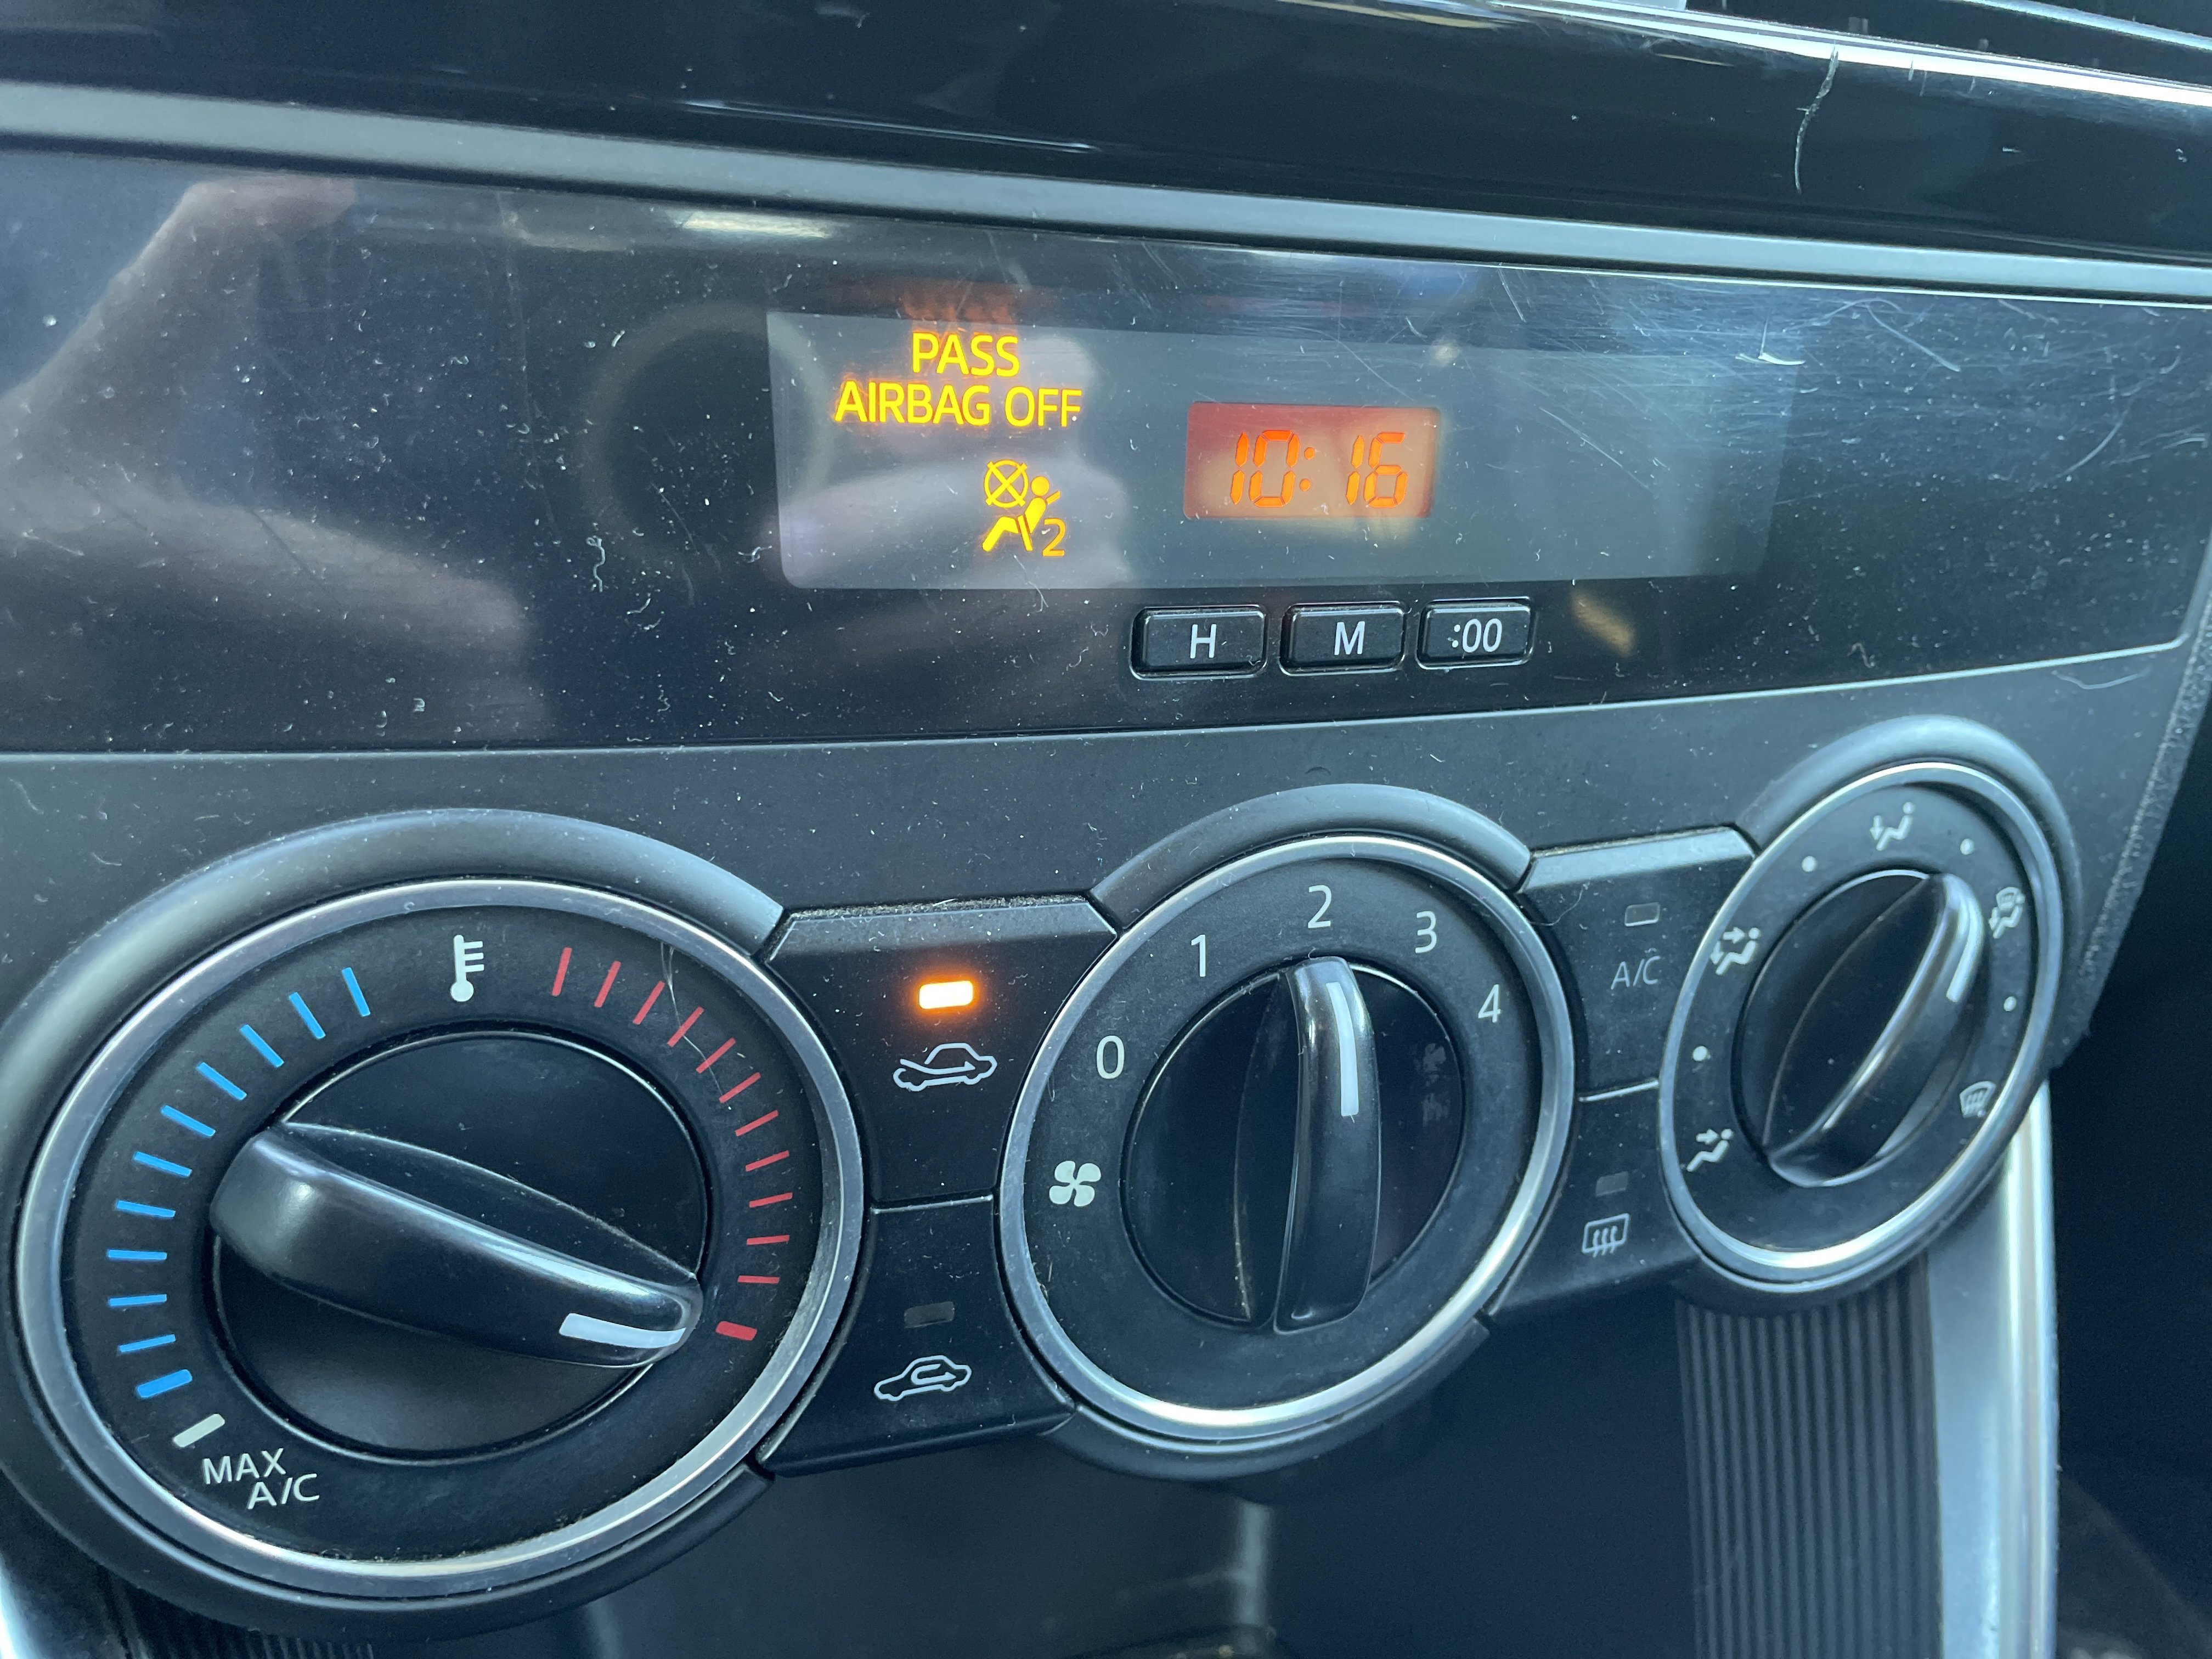 PASS
AIRBAG OFF
2
10:16
H M :00
0 1 2 3 4
A/C
MAX
A/C